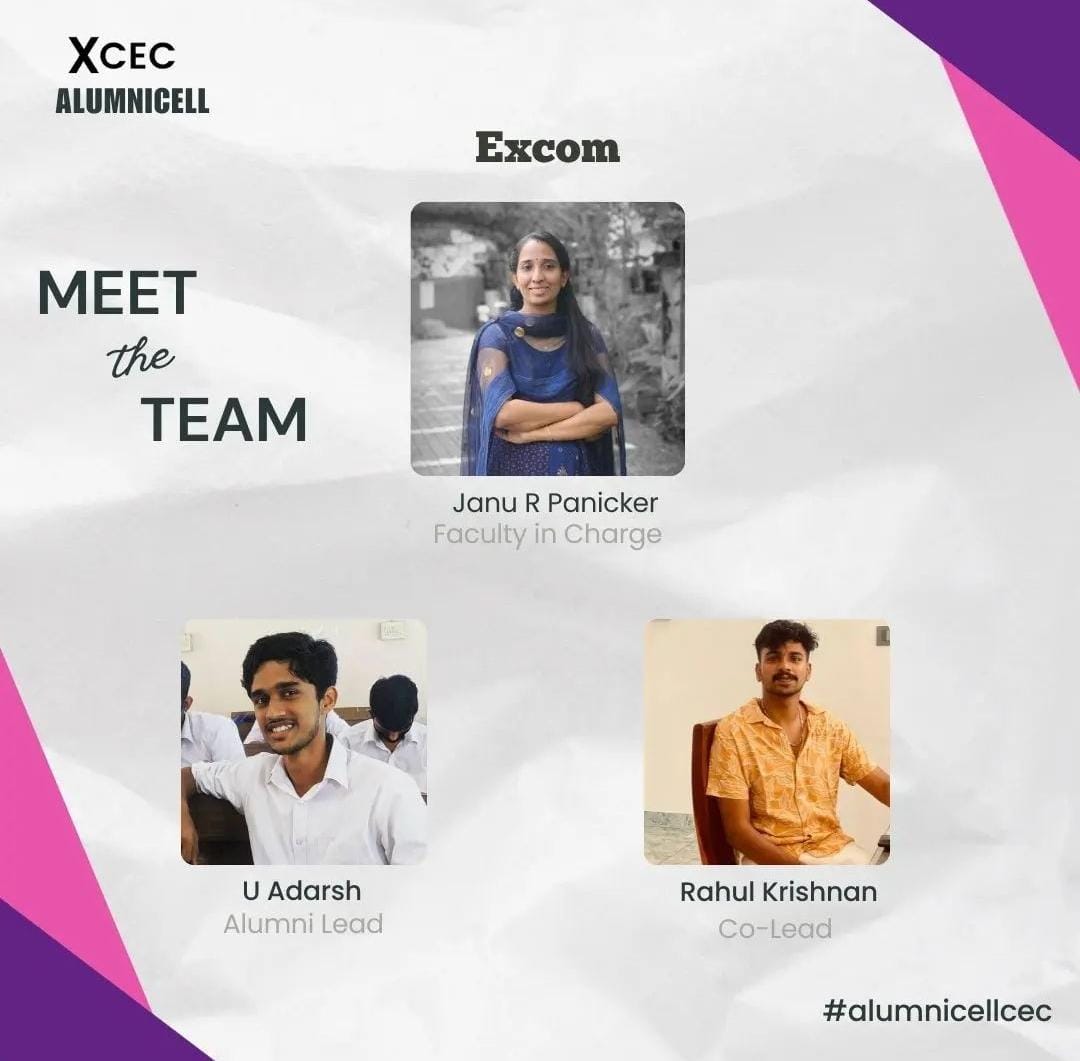 XCEC
ALUMNICELL
Excom
MEET
the
TEAM
Janu R Panicker
Faculty in Charge
U Adarsh
Alumni Lead
Rahul Krishnan
Co-Lead
#alumnicellcec